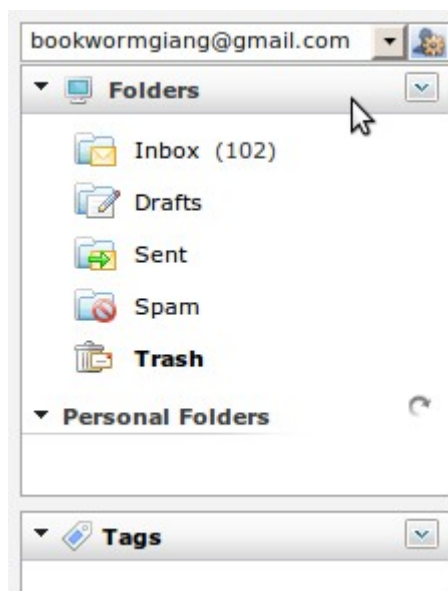 bookwormgiang@gmail.com
Folders
Inbox (102)
Drafts
Sent
Spam
Trash
Personal Folders
Tags